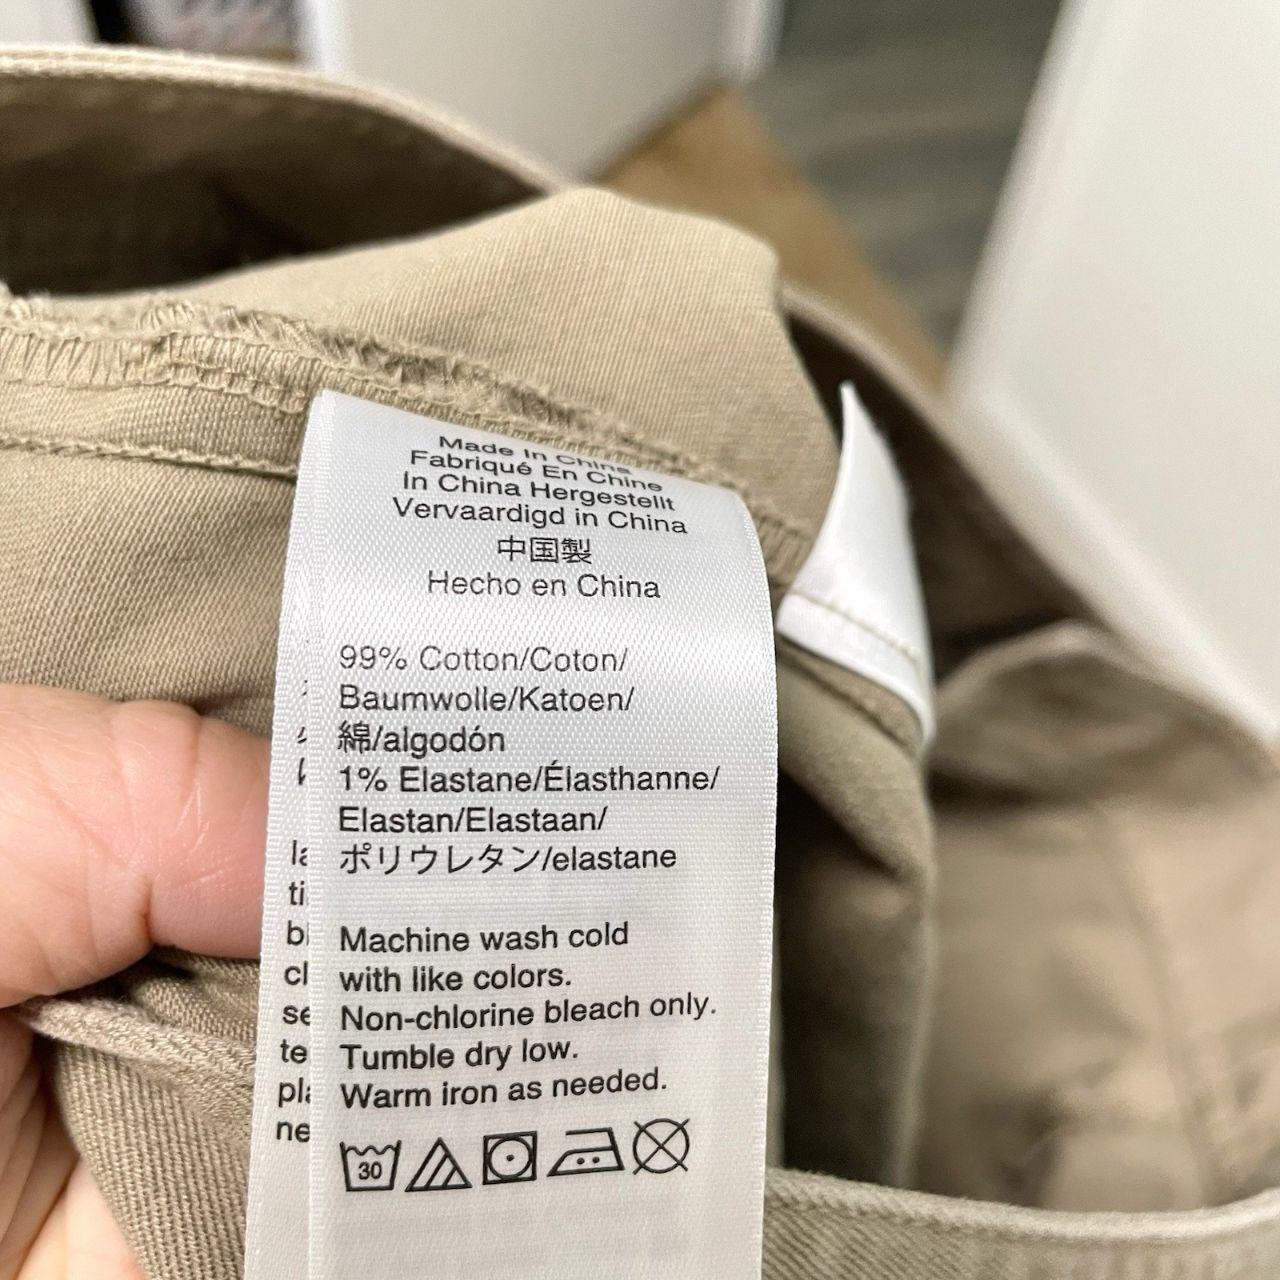 Made In China
Fabriqué En Chine
In China Hergestellt
Vervaardigd in China
中国製
Hecho en China
99% Cotton/Coton/
Baumwolle/Katoen/
綿/algodón
1% Elastane/Élasthanne/
Elastan/Elastaan/
ポリウレタン/elastane
Machine wash cold
with like colors.
Non-chlorine bleach only.
Tumble dry low.
Warm iron as needed.
30